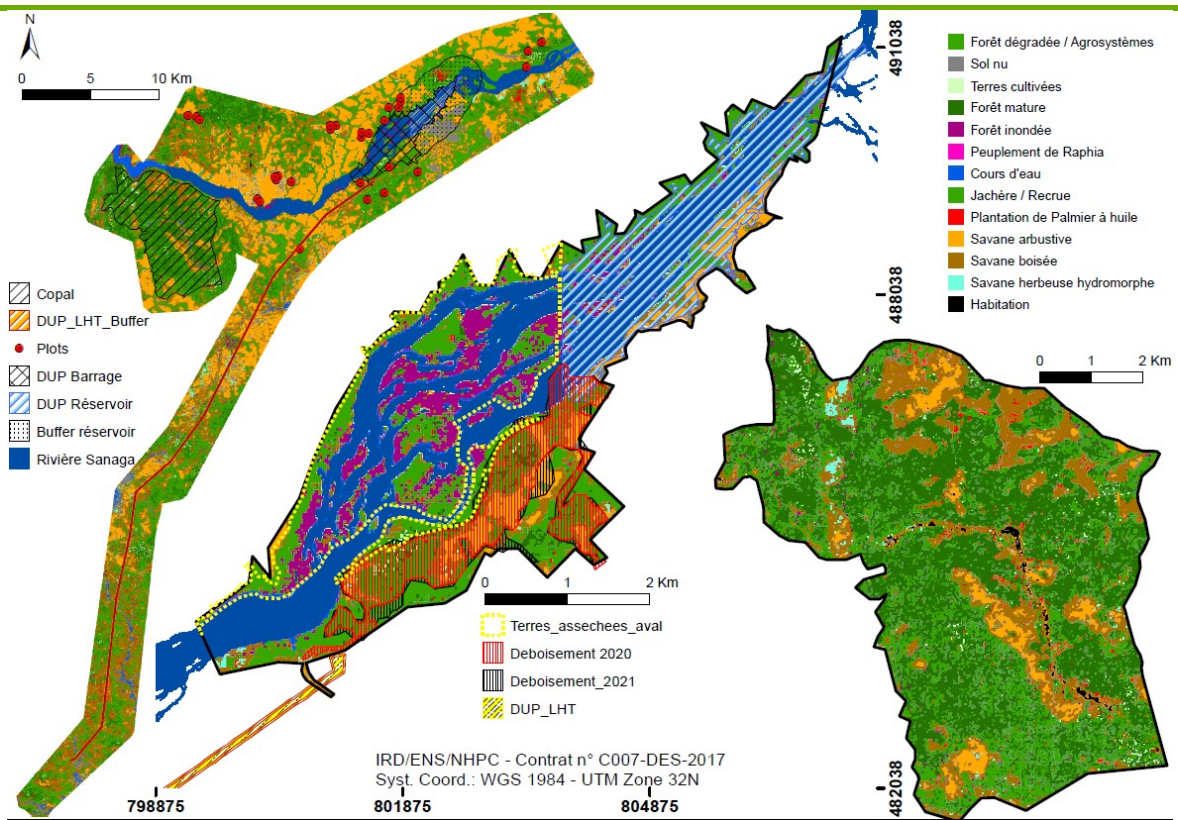 N
0 5 10 Km
Copal
DUP_LHT_Buffer
Plots
DUP Barrage
DUP Réservoir
Buffer réservoir
Rivière Sanaga
491038
488038
482038
Forêt dégradée / Agrosystèmes
Sol nu
Terres cultivées
Forêt mature
Forêt inondée
Peuplement de Raphia
Cours d'eau
Jachère / Recrue
Plantation de Palmier à huile
Savane arbustive
Savane boisée
Savane herbeuse hydromorphe
Habitation
0 1 2 Km
0 1 2 Km
Terres_assechees_aval
Deboisement 2020
Deboisement_2021
DUP_LHT
IRD/ENS/NHPC - Contrat n° C007-DES-2017
Syst. Coord.: WGS 1984 - UTM Zone 32N
798875 801875 804875